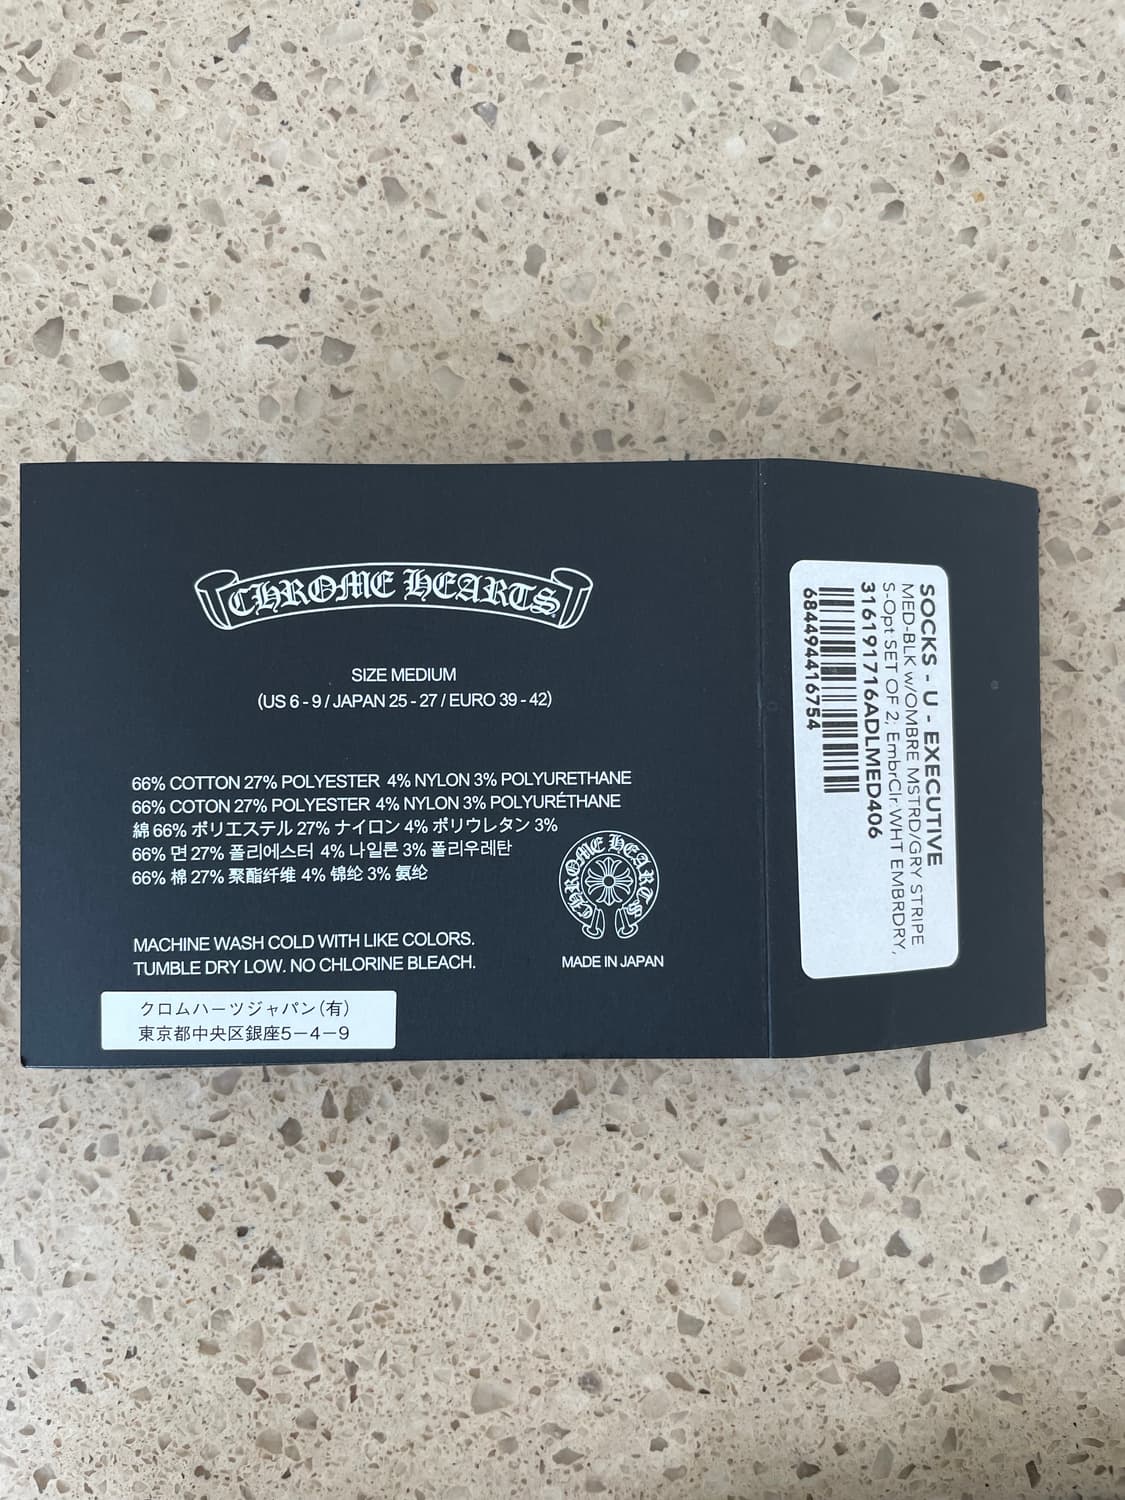 CHROME HEARTS
SIZE MEDIUM
(US 6 - 9 / JAPAN 25 - 27 / EURO 39 - 42)
66% COTTON 27% POLYESTER 4% NYLON 3% POLYURETHANE
66% COTON 27% POLYESTER 4% NYLON 3% POLYURÉTHANE
綿 66% ポリエステル 27% ナイロン 4% ポリウレタン 3%
66% 면 27% 폴리에스터 4% 나일론 3% 폴리우레탄
66% 棉 27% 聚酯纤维 4% 锦纶 3% 氨纶
CHROME HEARTS
MACHINE WASH COLD WITH LIKE COLORS.
TUMBLE DRY LOW. NO CHLORINE BLEACH.
MADE IN JAPAN
クロムハーツジャパン(有)
東京都中央区銀座5－4－9
SOCKS - U - EXECUTIVE
MED-BLK w/OMBRE MSTRD/GRY STRIPE
S-Opt SET OF 2; EmbrClr.WHT EMBRDRY,
316191716ADLMED406
684494416754